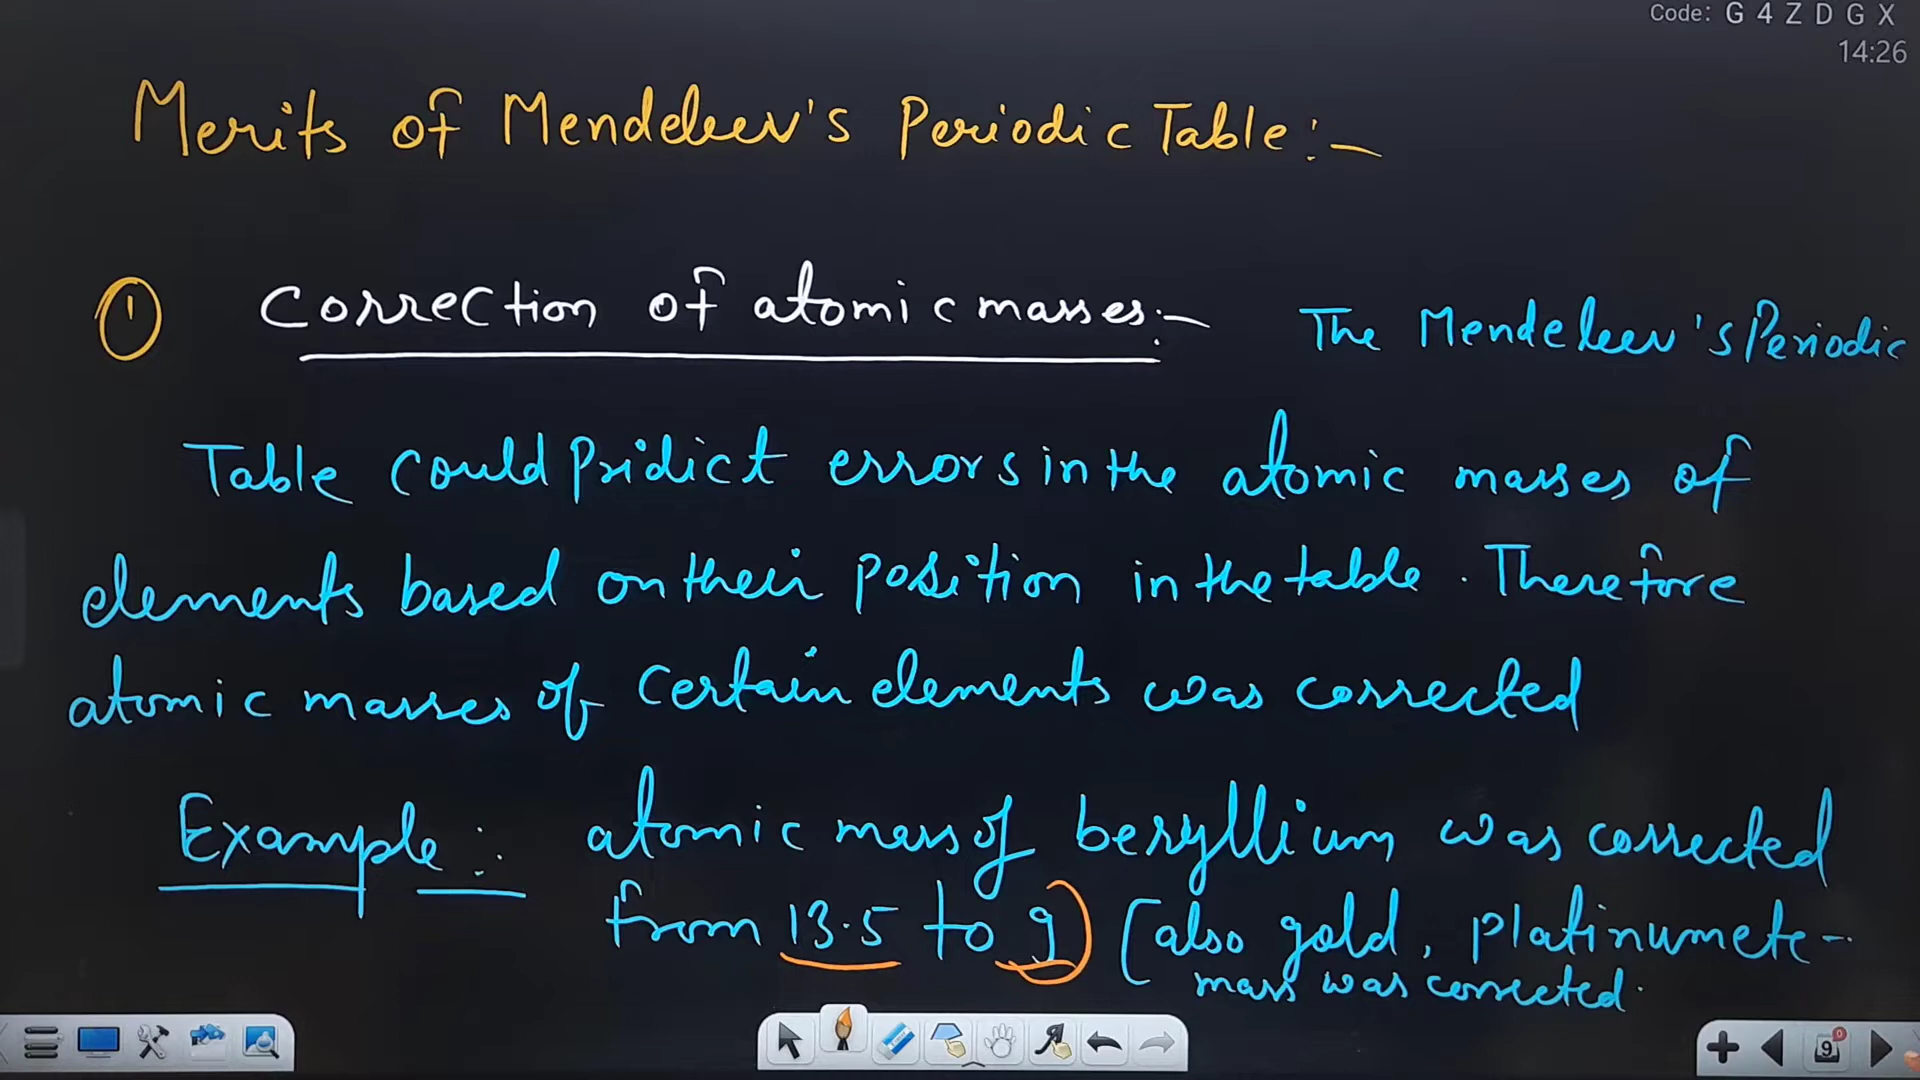 Code: G 4 Z D G X
14:26
Merits of Mendeleev's Periodic Table:-
① Correction of atomic masses:- The Mendeleev's Periodic
Table could Pridict errors in the atomic masses of
elements based on their position in the table. Therefore
atomic masses of certain elements was corrected
Example:- atomic mass of beryllium was corrected
from 13.5 to 9) [also gold, platinum etc--
mass was corrected.
9
0